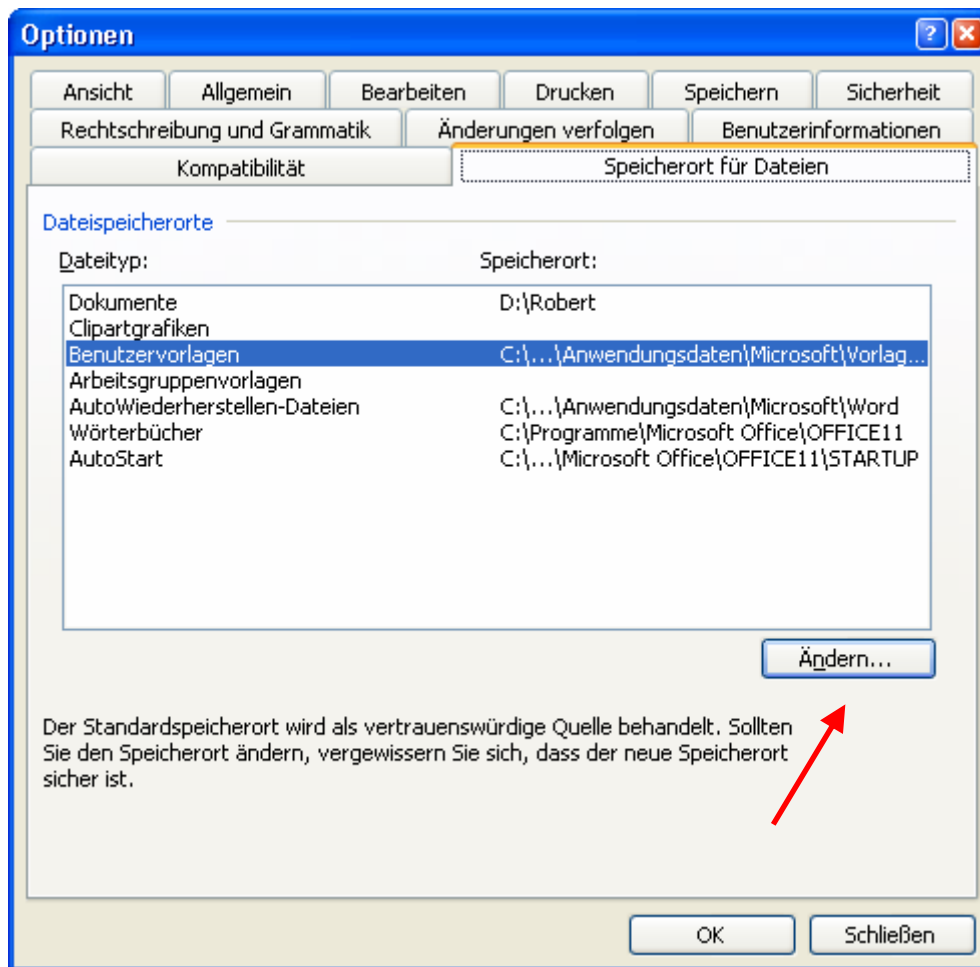 Optionen
Ansicht Allgemein Bearbeiten Drucken Speichern Sicherheit
Rechtschreibung und Grammatik Änderungen verfolgen Benutzerinformationen
Kompatibilität Speicherort für Dateien
Dateispeicherorte
Dateityp: Speicherort:
Dokumente D:\Robert
Clipartgrafiken
Benutzervorlagen C:\...\Anwendungsdaten\Microsoft\Vorlag...
Arbeitsgruppenvorlagen
AutoWiederherstellen-Dateien C:\...\Anwendungsdaten\Microsoft\Word
Wörterbücher C:\Programme\Microsoft Office\OFFICE11
AutoStart C:\...\Microsoft Office\OFFICE11\STARTUP
Ändern...
Der Standardspeicherort wird als vertrauenswürdige Quelle behandelt. Sollten
Sie den Speicherort ändern, vergewissern Sie sich, dass der neue Speicherort
sicher ist.
OK Schließen